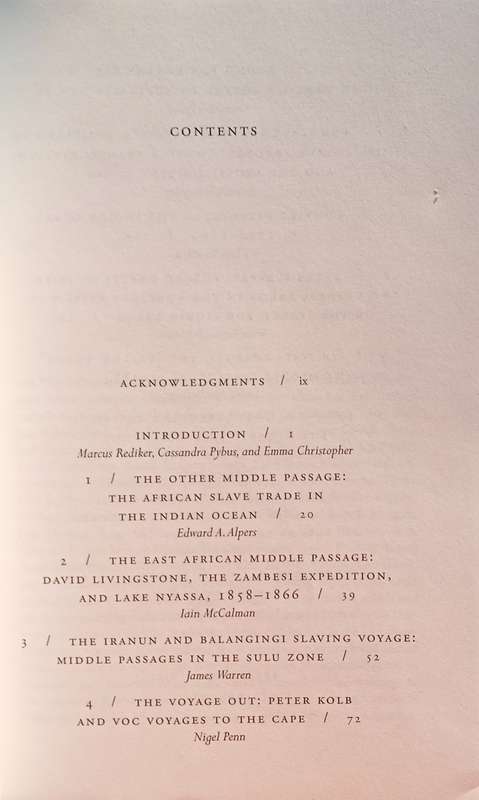 CONTENTS
ACKNOWLEDGMENTS / ix
INTRODUCTION / 1
Marcus Rediker, Cassandra Pybus, and Emma Christopher
1 / THE OTHER MIDDLE PASSAGE:
THE AFRICAN SLAVE TRADE IN
THE INDIAN OCEAN / 20
Edward A. Alpers
2 / THE EAST AFRICAN MIDDLE PASSAGE:
DAVID LIVINGSTONE, THE ZAMBESI EXPEDITION,
AND LAKE NYASSA, 1858–1866 / 39
Iain McCalman
3 / THE IRANUN AND BALANGINGI SLAVING VOYAGE:
MIDDLE PASSAGES IN THE SULU ZONE / 52
James Warren
4 / THE VOYAGE OUT: PETER KOLB
AND VOC VOYAGES TO THE CAPE / 72
Nigel Penn